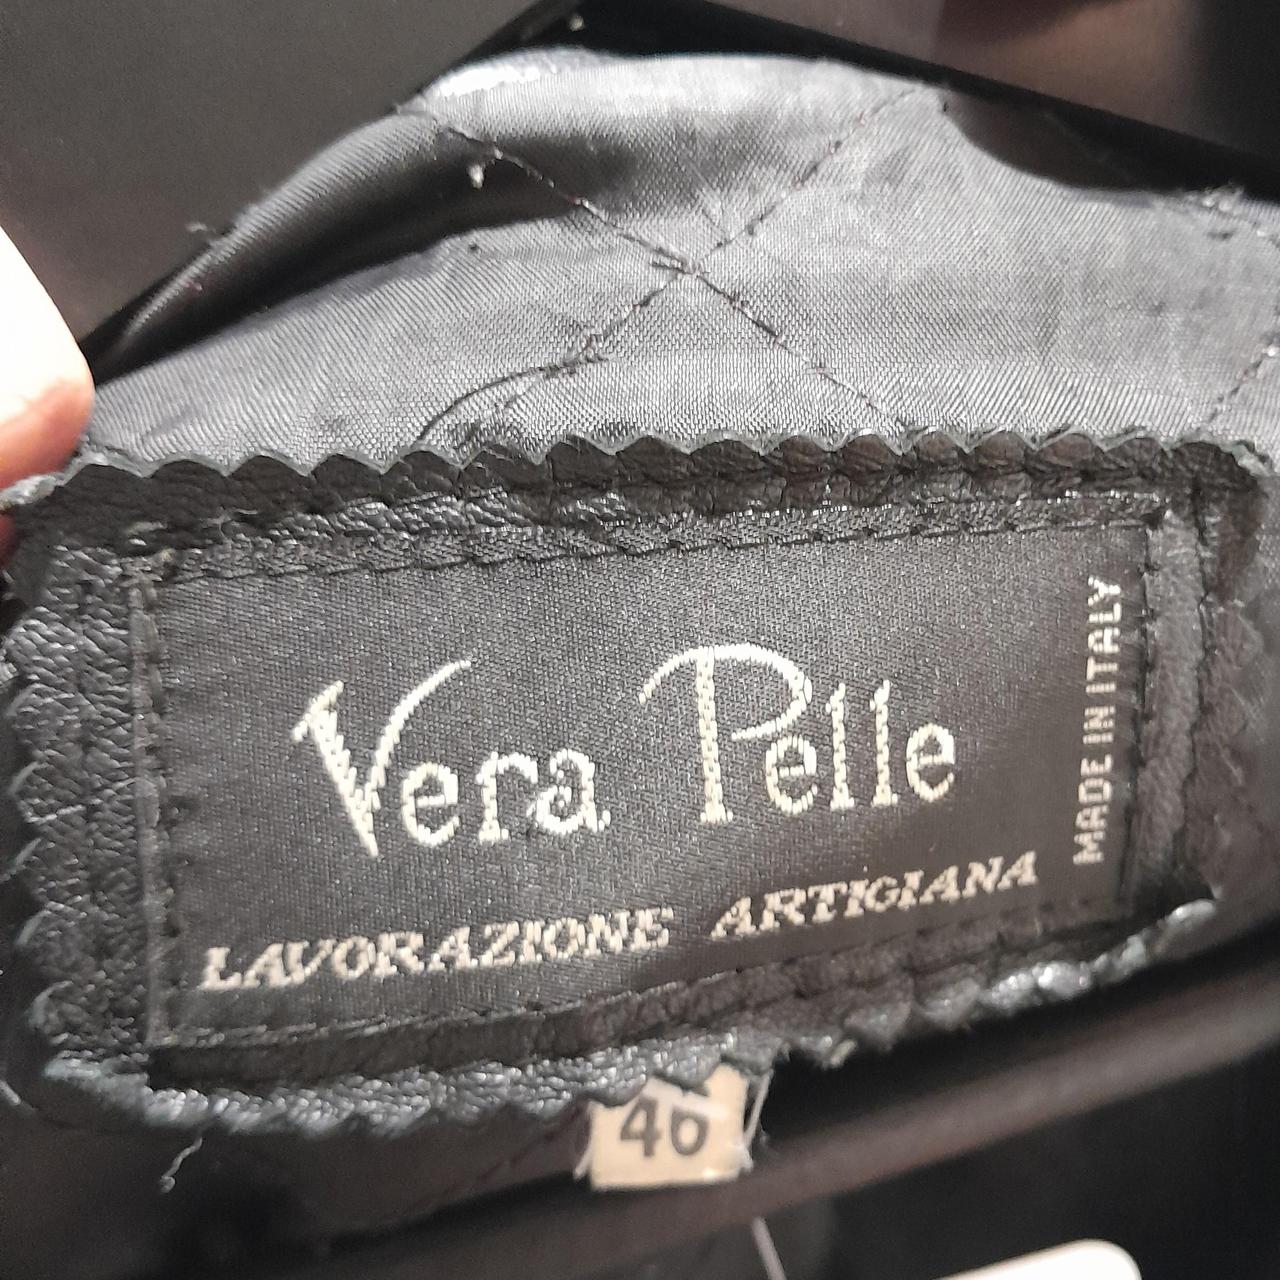 Vera Pelle
LAVORAZIONE ARTIGIANA
MADE IN ITALY
46